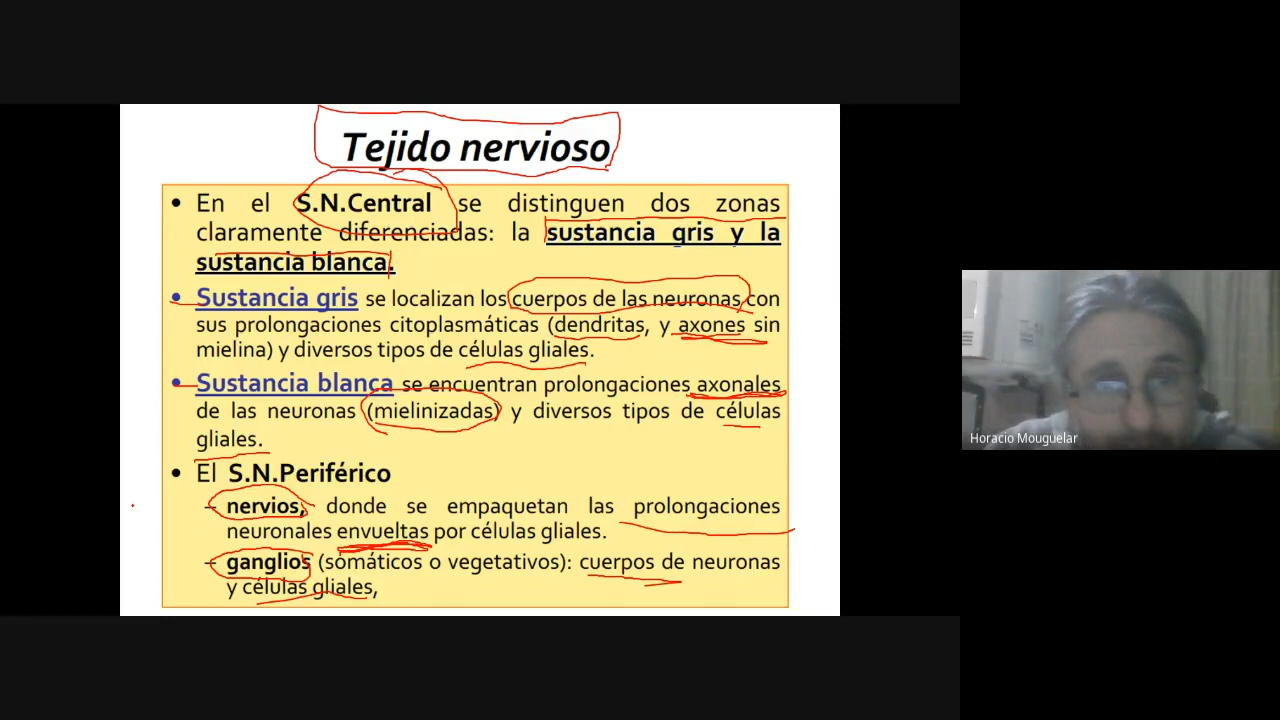 Tejido nervioso
• En el S.N.Central se distinguen dos zonas
claramente diferenciadas: la sustancia gris y la
sustancia blanca.
• Sustancia gris se localizan los cuerpos de las neuronas con
sus prolongaciones citoplasmáticas (dendritas, y axones sin
mielina) y diversos tipos de células gliales.
• Sustancia blanca se encuentran prolongaciones axonales
de las neuronas (mielinizadas) y diversos tipos de células
gliales.
• El S.N.Periférico
– nervios, donde se empaquetan las prolongaciones
neuronales envueltas por células gliales.
– ganglios (somáticos o vegetativos): cuerpos de neuronas
y células gliales,
Horacio Mouguelar